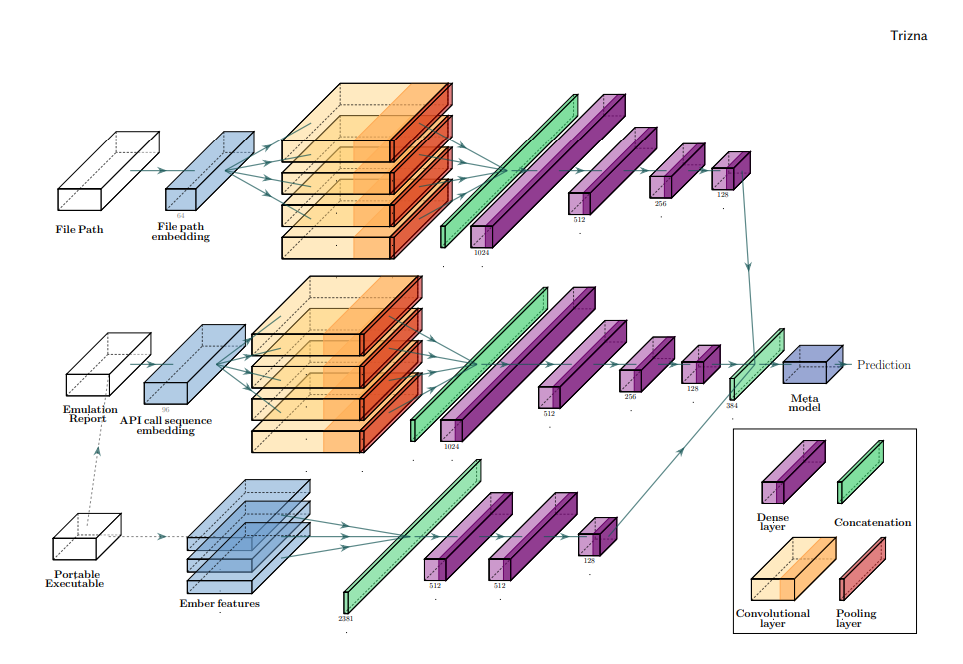 Trizna
64
File Path
File path
embedding
1024
512
256
128
Emulation
Report
96
API call sequence
embedding
1024
512
256
128
384
Meta
model
Prediction
Portable
Executable
Ember features
2381
512
512
128
Dense
layer
Concatenation
Convolutional
layer
Pooling
layer